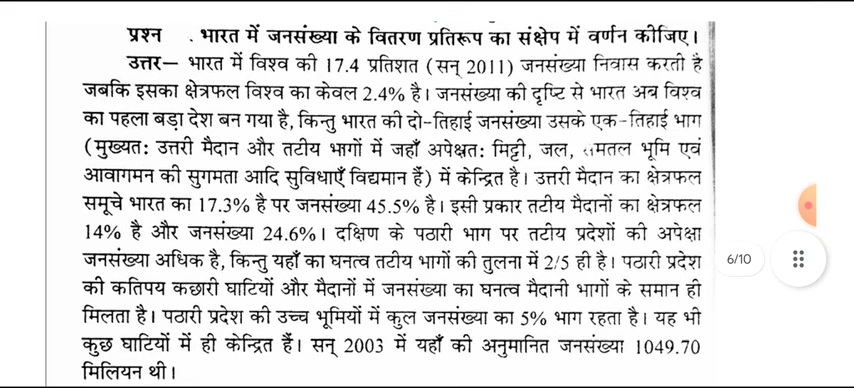 प्रश्न . भारत में जनसंख्या के वितरण प्रतिरूप का संक्षेप में वर्णन कीजिए।
उत्तर— भारत में विश्व की 17.4 प्रतिशत (सन् 2011) जनसंख्या निवास करती है
जबकि इसका क्षेत्रफल विश्व का केवल 2.4% है। जनसंख्या की दृष्टि से भारत अब विश्व
का पहला बड़ा देश बन गया है, किन्तु भारत की दो-तिहाई जनसंख्या उसके एक-तिहाई भाग
(मुख्यत: उत्तरी मैदान और तटीय भागों में जहाँ अपेक्षत: मिट्टी, जल, समतल भूमि एवं
आवागमन की सुगमता आदि सुविधाएँ विद्यमान हैं) में केन्द्रित है। उत्तरी मैदान का क्षेत्रफल
समूचे भारत का 17.3% है पर जनसंख्या 45.5% है। इसी प्रकार तटीय मैदानों का क्षेत्रफल
14% है और जनसंख्या 24.6%। दक्षिण के पठारी भाग पर तटीय प्रदेशों की अपेक्षा
जनसंख्या अधिक है, किन्तु यहाँ का घनत्व तटीय भागों की तुलना में 2/5 ही है। पठारी प्रदेश
की कतिपय कछारी घाटियों और मैदानों में जनसंख्या का घनत्व मैदानी भागों के समान ही
मिलता है। पठारी प्रदेश की उच्च भूमियों में कुल जनसंख्या का 5% भाग रहता है। यह भी
कुछ घाटियों में ही केन्द्रित हैं। सन् 2003 में यहाँ की अनुमानित जनसंख्या 1049.70
मिलियन थी।
6/10